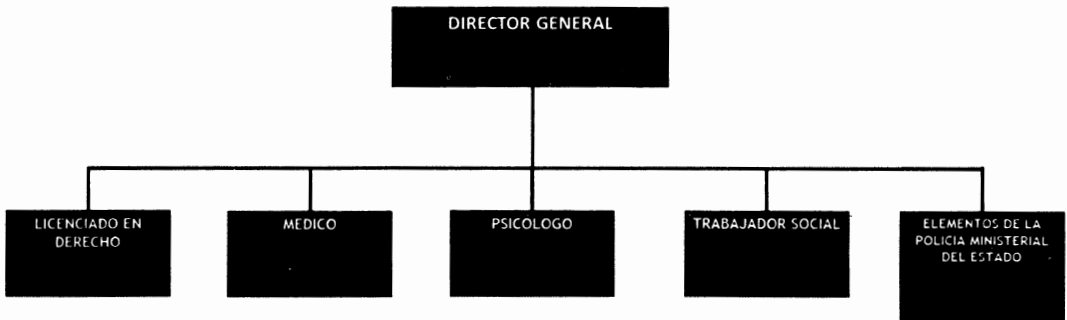 DIRECTOR GENERAL
LICENCIADO EN
DERECHO
MEDICO
PSICOLOGO
TRABAJADOR SOCIAL
ELEMENTOS DE LA
POLICIA MINISTERIAL
DEL ESTADO